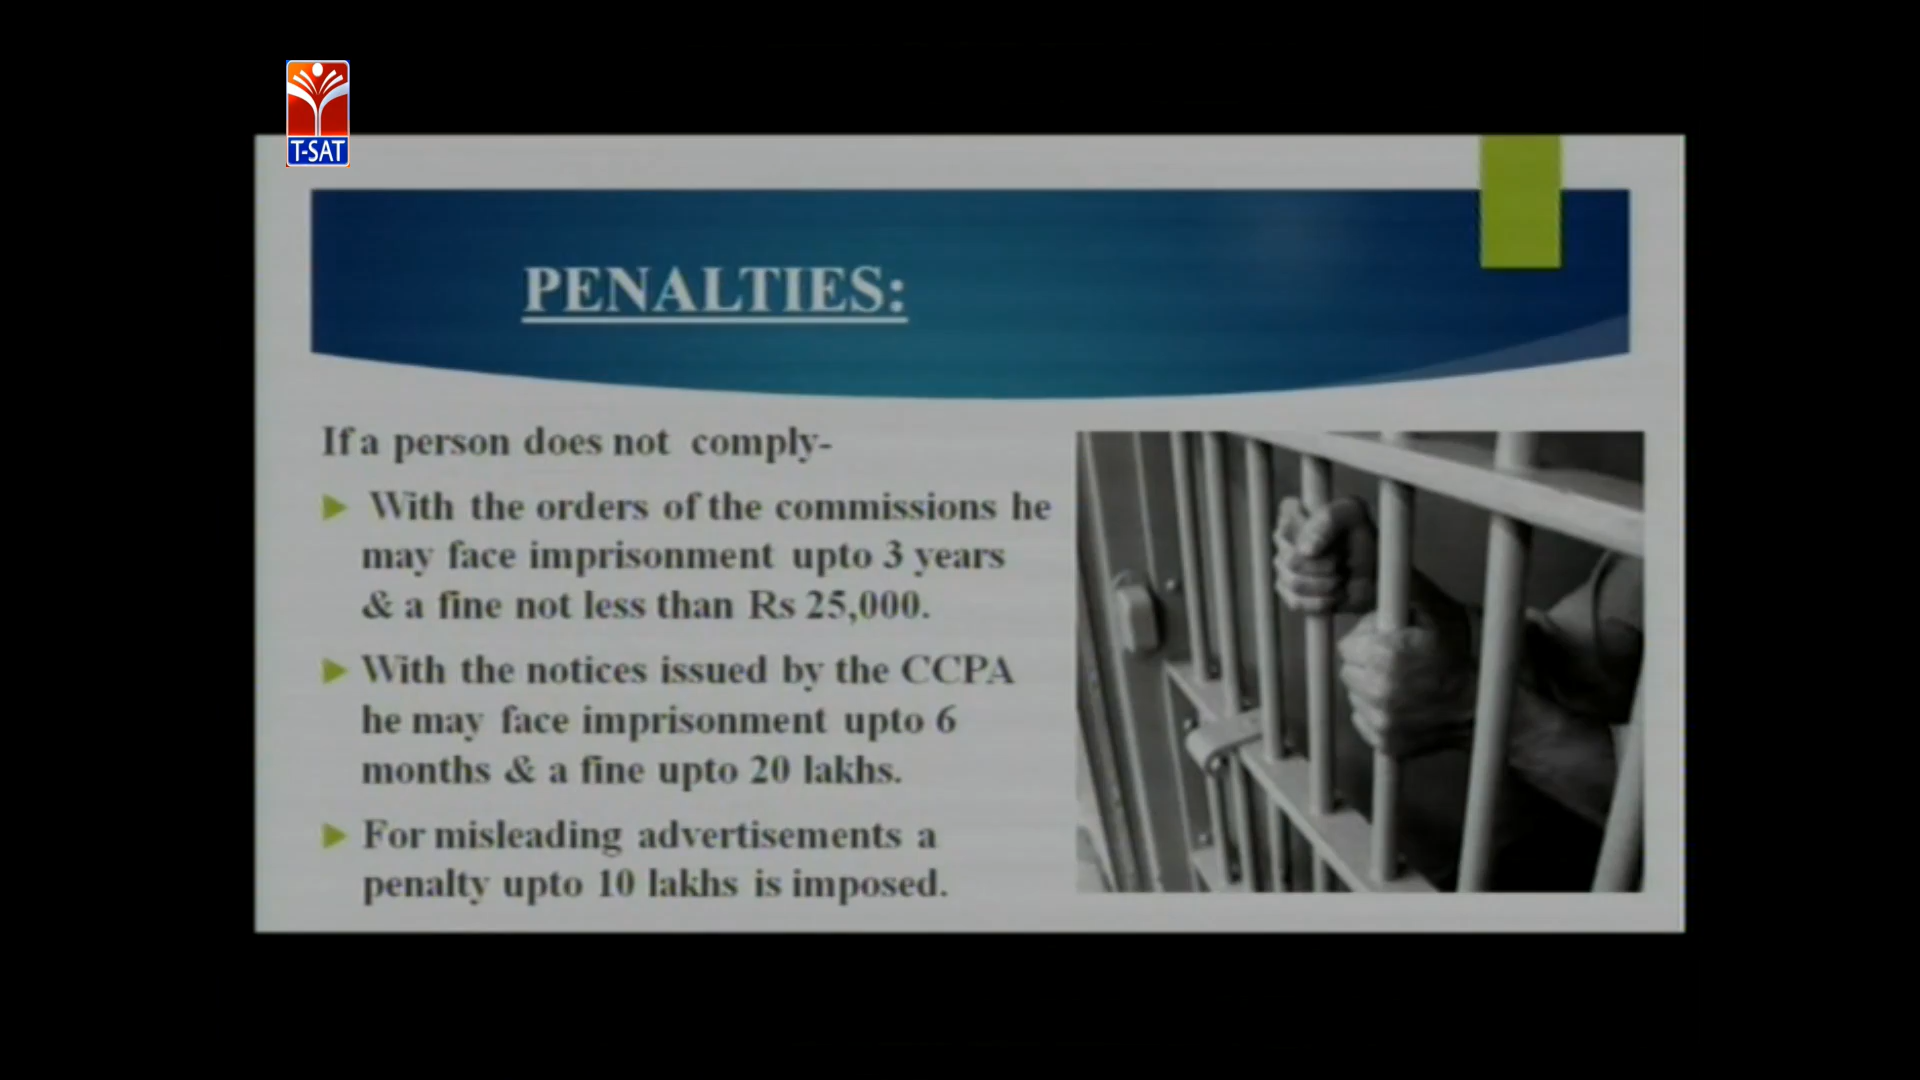 T-SAT
PENALTIES:
If a person does not comply-
With the orders of the commissions he
may face imprisonment upto 3 years
& a fine not less than Rs 25,000.
With the notices issued by the CCPA
he may face imprisonment upto 6
months & a fine upto 20 lakhs.
For misleading advertisements a
penalty upto 10 lakhs is imposed.